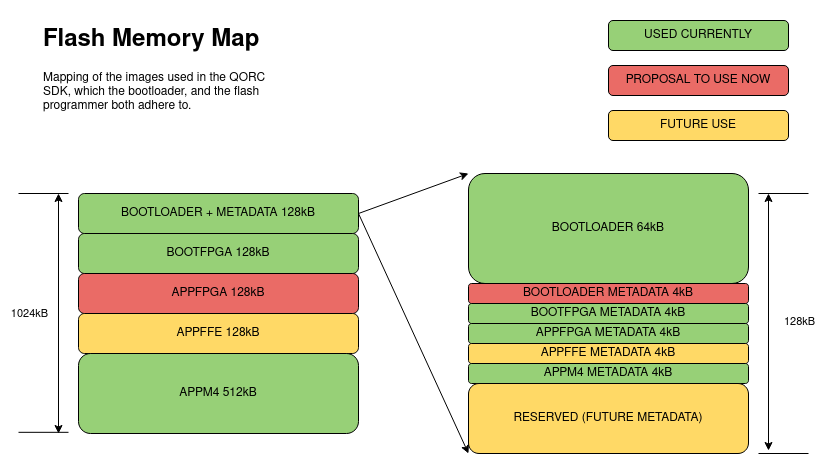 Flash Memory Map
Mapping of the images used in the QORC
SDK, which the bootloader, and the flash
programmer both adhere to.
USED CURRENTLY
PROPOSAL TO USE NOW
FUTURE USE
1024kB
BOOTLOADER + METADATA 128kB
BOOTFPGA 128kB
APPFPGA 128kB
APPFFE 128kB
APPM4 512kB
BOOTLOADER 64kB
BOOTLOADER METADATA 4kB
BOOTFPGA METADATA 4kB
APPFPGA METADATA 4kB
APPFFE METADATA 4kB
APPM4 METADATA 4kB
RESERVED (FUTURE METADATA)
128kB